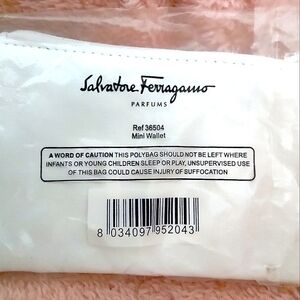 Salvatore Ferragamo
PARFUMS
Ref 36504
Mini Wallet
A WORD OF CAUTION THIS POLYBAG SHOULD NOT BE LEFT WHERE
INFANTS OR YOUNG CHILDREN SLEEP OR PLAY, UNSUPERVISED USE
OF THIS BAG COULD CAUSE INJURY OF SUFFOCATION
8 034097 952043